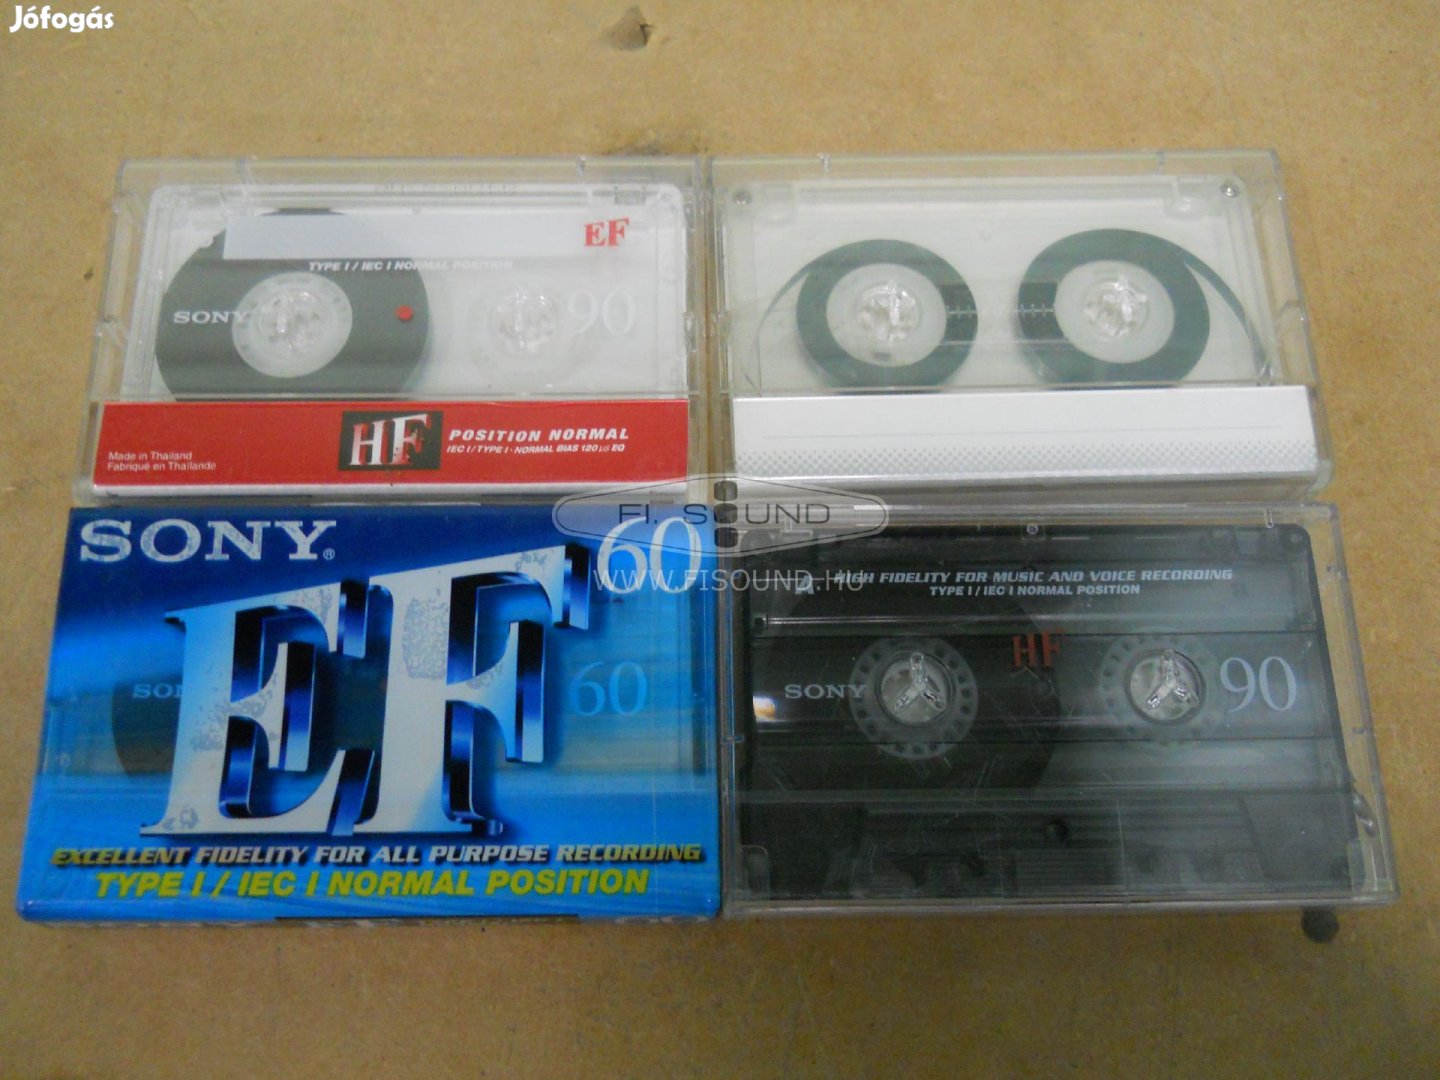 Jófogás
EF
TYPE I / IEC I NORMAL POSITION
SONY
90
HF POSITION NORMAL
IEC I / TYPE I · NORMAL BIAS 120 µs EQ
Made in Thailand
Fabriqué en Thaïlande
FI. SOUND
WWW.FISOUND.HU
SONY®
60
EF
60
EXCELLENT FIDELITY FOR ALL PURPOSE RECORDING
TYPE I / IEC I NORMAL POSITION
A HIGH FIDELITY FOR MUSIC AND VOICE RECORDING
TYPE I / IEC I NORMAL POSITION
HF
SONY
90